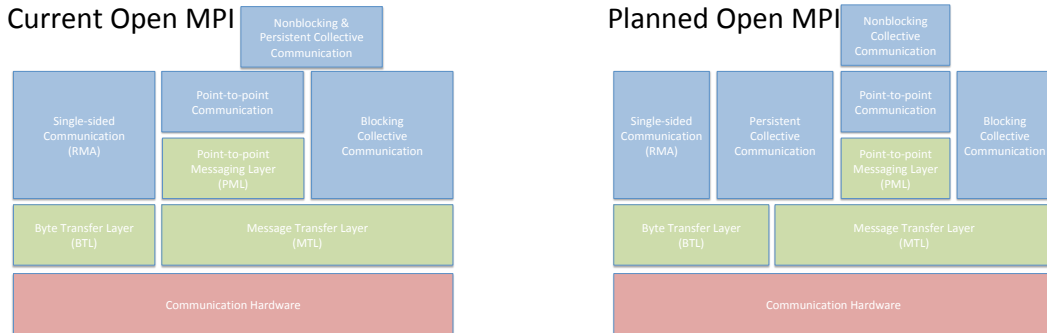 Current Open MPI
Nonblocking &
Persistent Collective
Communication
Single-sided
Communication
(RMA)
Point-to-point
Communication
Point-to-point
Messaging Layer
(PML)
Blocking
Collective
Communication
Byte Transfer Layer
(BTL)
Message Transfer Layer
(MTL)
Communication Hardware
Planned Open MPI
Nonblocking
Collective
Communication
Single-sided
Communication
(RMA)
Persistent
Collective
Communication
Point-to-point
Communication
Point-to-point
Messaging Layer
(PML)
Blocking
Collective
Communication
Byte Transfer Layer
(BTL)
Message Transfer Layer
(MTL)
Communication Hardware